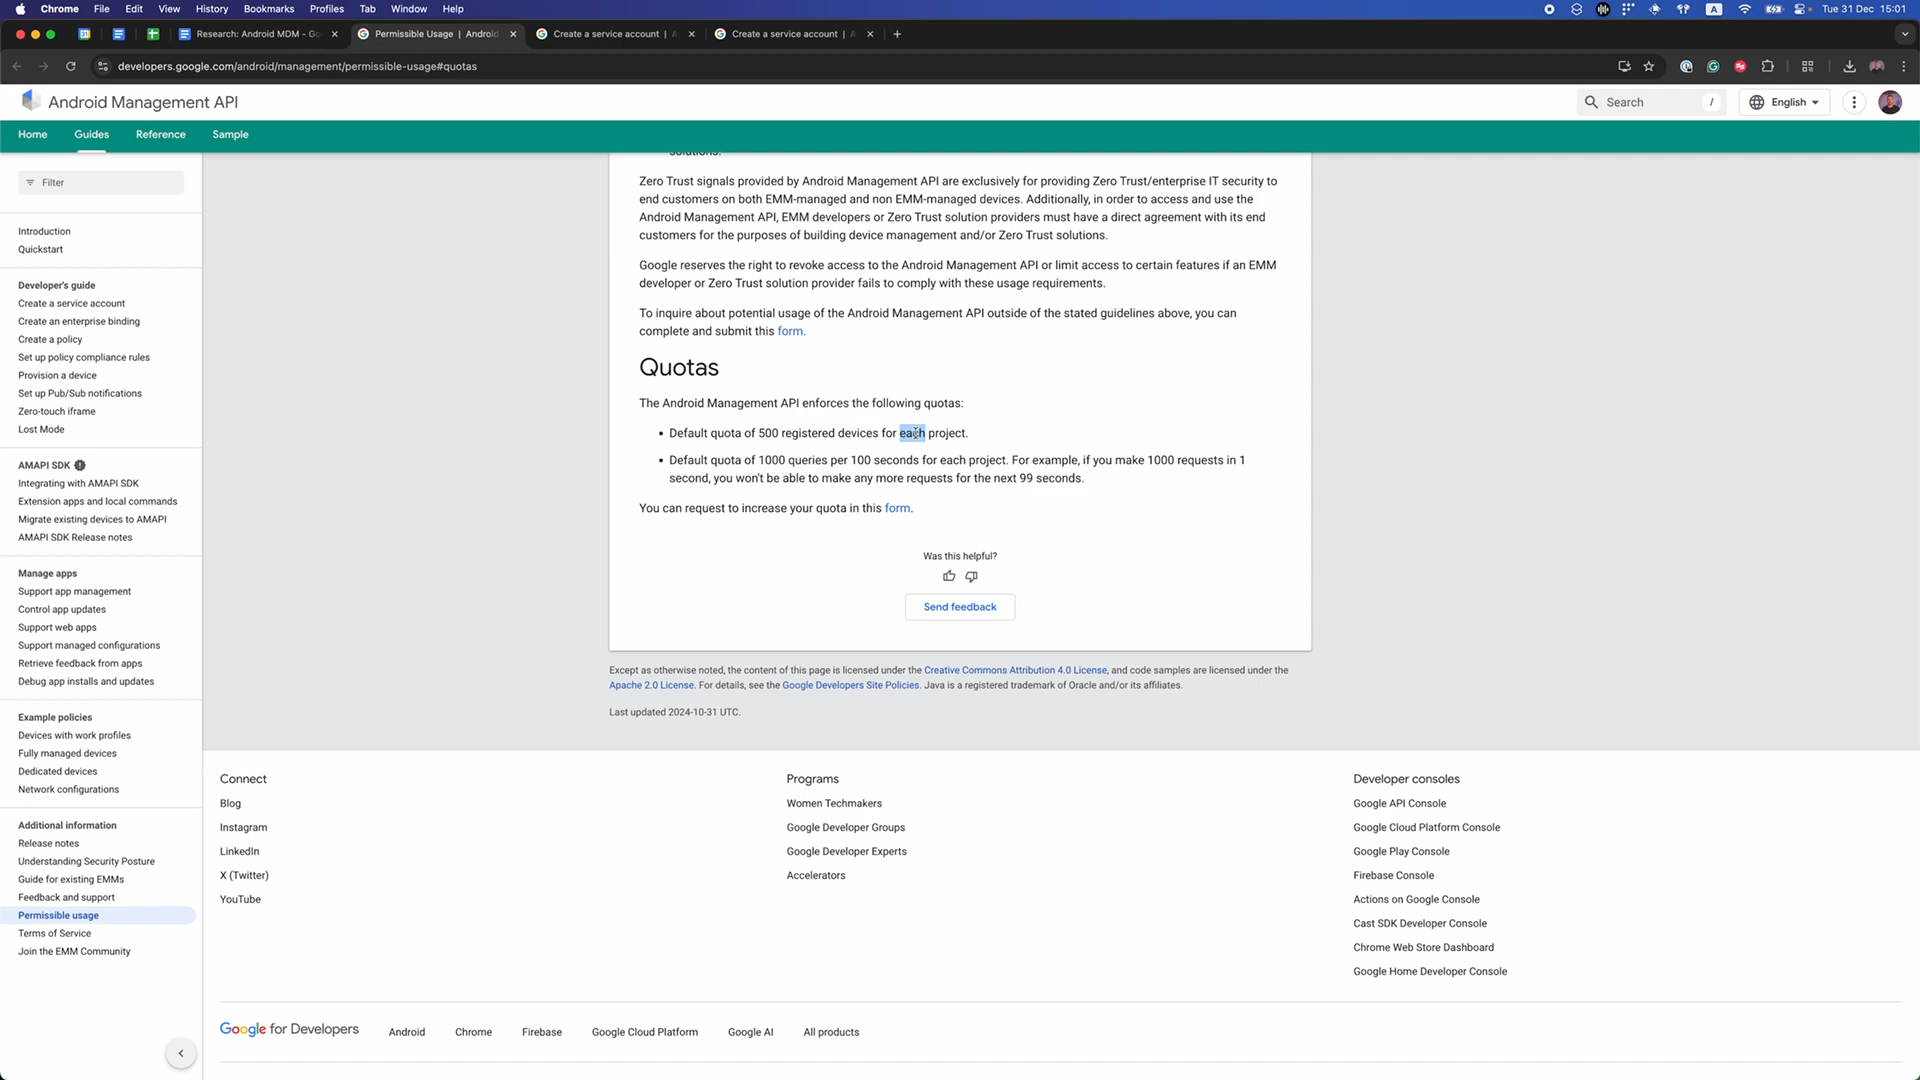 Chrome File Edit View History Bookmarks Profiles Tab Window Help
A Tue 31 Dec 15:01
Research: Android MDM - Go
Permissible Usage | Android
Create a service account | A
Create a service account | A
developers.google.com/android/management/permissible-usage#quotas
Android Management API
Search /
English
Home Guides Reference Sample
Filter
Introduction
Quickstart
Developer's guide
Create a service account
Create an enterprise binding
Create a policy
Set up policy compliance rules
Provision a device
Set up Pub/Sub notifications
Zero-touch iframe
Lost Mode
AMAPI SDK
Integrating with AMAPI SDK
Extension apps and local commands
Migrate existing devices to AMAPI
AMAPI SDK Release notes
Manage apps
Support app management
Control app updates
Support web apps
Support managed configurations
Retrieve feedback from apps
Debug app installs and updates
Example policies
Devices with work profiles
Fully managed devices
Dedicated devices
Network configurations
Additional information
Release notes
Understanding Security Posture
Guide for existing EMMs
Feedback and support
Permissible usage
Terms of Service
Join the EMM Community
solutions.
Zero Trust signals provided by Android Management API are exclusively for providing Zero Trust/enterprise IT security to
end customers on both EMM-managed and non EMM-managed devices. Additionally, in order to access and use the
Android Management API, EMM developers or Zero Trust solution providers must have a direct agreement with its end
customers for the purposes of building device management and/or Zero Trust solutions.
Google reserves the right to revoke access to the Android Management API or limit access to certain features if an EMM
developer or Zero Trust solution provider fails to comply with these usage requirements.
To inquire about potential usage of the Android Management API outside of the stated guidelines above, you can
complete and submit this form.
Quotas
The Android Management API enforces the following quotas:
• Default quota of 500 registered devices for each project.
• Default quota of 1000 queries per 100 seconds for each project. For example, if you make 1000 requests in 1
second, you won't be able to make any more requests for the next 99 seconds.
You can request to increase your quota in this form.
Was this helpful?
Send feedback
Except as otherwise noted, the content of this page is licensed under the Creative Commons Attribution 4.0 License, and code samples are licensed under the
Apache 2.0 License. For details, see the Google Developers Site Policies. Java is a registered trademark of Oracle and/or its affiliates.
Last updated 2024-10-31 UTC.
Connect
Blog
Instagram
LinkedIn
X (Twitter)
YouTube
Programs
Women Techmakers
Google Developer Groups
Google Developer Experts
Accelerators
Developer consoles
Google API Console
Google Cloud Platform Console
Google Play Console
Firebase Console
Actions on Google Console
Cast SDK Developer Console
Chrome Web Store Dashboard
Google Home Developer Console
Google for Developers
Android Chrome Firebase Google Cloud Platform Google AI All products